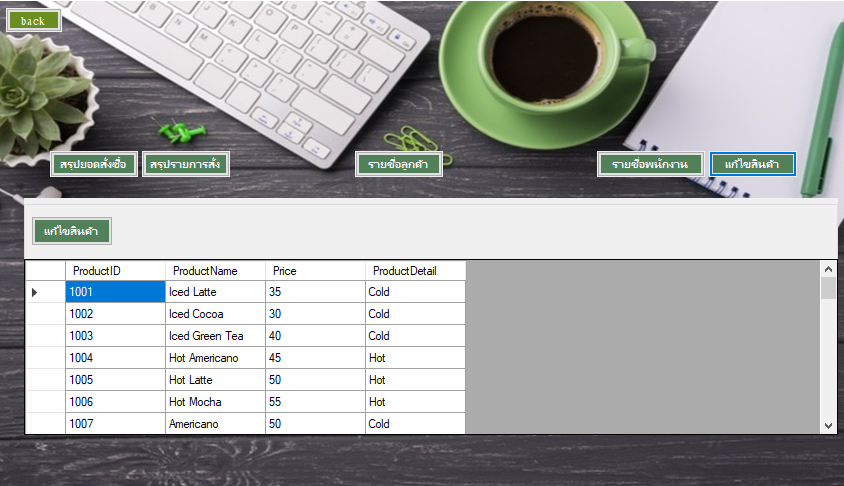 back
สรุปยอดสั่งซื้อ สรุปรายการสั่ง รายชื่อลูกค้า รายชื่อพนักงาน แก้ไขสินค้า
แก้ไขสินค้า
ProductID ProductName Price ProductDetail
1001 Iced Latte 35 Cold
1002 Iced Cocoa 30 Cold
1003 Iced Green Tea 40 Cold
1004 Hot Americano 45 Hot
1005 Hot Latte 50 Hot
1006 Hot Mocha 55 Hot
1007 Americano 50 Cold